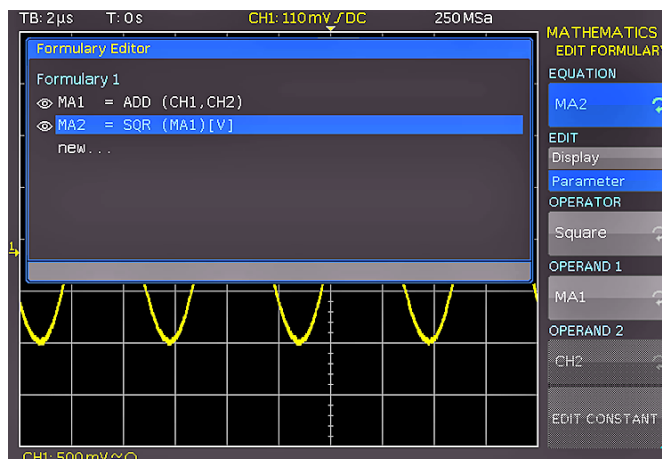 TB: 2µs T: 0s CH1: 110mV ∫ DC 250MSa
MATHEMATICS
EDIT FORMULARY
Formulary Editor
Formulary 1
MA1 = ADD (CH1,CH2)
MA2 = SQR (MA1)[V]
new...
EQUATION
MA2
EDIT
Display
Parameter
OPERATOR
Square
OPERAND 1
MA1
OPERAND 2
CH2
EDIT CONSTANT
1
CH1: 500mV~